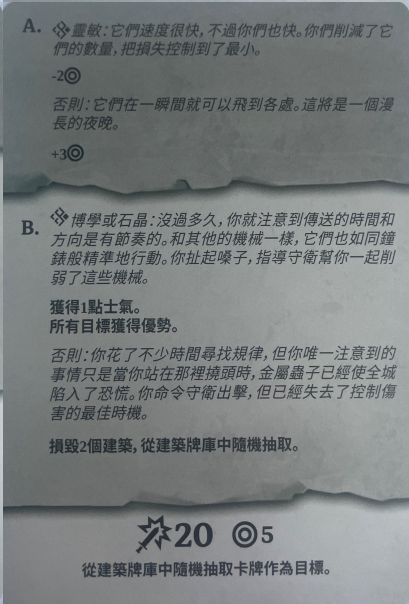 A. 靈敏：它們速度很快，不過你們也快。你們削減了它
們的數量，把損失控制到了最小。
-2
否則：它們在一瞬間就可以飛到各處。這將是一個漫
長的夜晚。
+3
B. 博學或石晶：沒過多久，你就注意到傳送的時間和
方向是有節奏的。和其他的機械一樣，它們也如同鐘
錶般精準地行動。你扯起嗓子，指導守衛幫你一起削
弱了這些機械。
獲得1點士氣。
所有目標獲得優勢。
否則：你花了不少時間尋找規律，但你唯一注意到的
事情只是當你站在那裡撓頭時，金屬蟲子已經使全城
陷入了恐慌。你命令守衛出擊，但已經失去了控制傷
害的最佳時機。
損毀2個建築，從建築牌庫中隨機抽取。
20 5
從建築牌庫中隨機抽取卡牌作為目標。